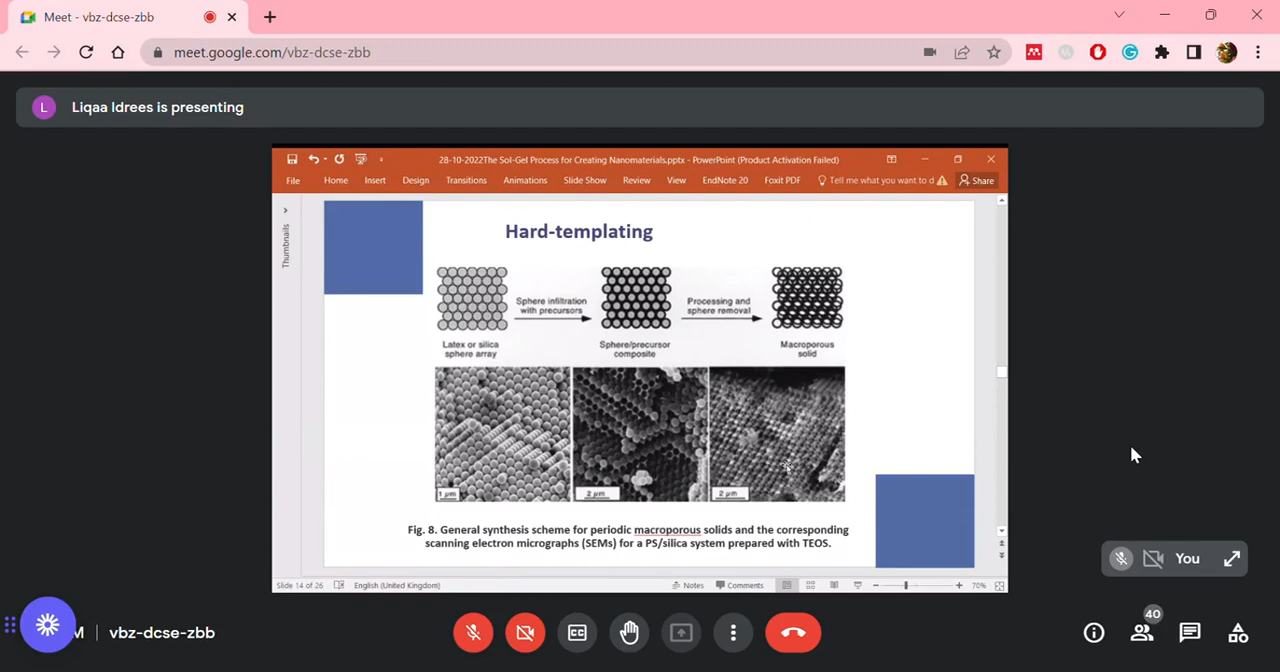 Meet - vbz-dcse-zbb
meet.google.com/vbz-dcse-zbb
L
Liqaa Idrees is presenting
28-10-2022The Sol-Gel Process for Creating Nanomaterials.pptx - PowerPoint (Product Activation Failed)
File Home Insert Design Transitions Animations Slide Show Review View EndNote 20 Foxit PDF Tell me what you want to d Share
Thumbnails
Hard-templating
Sphere infiltration
with precursors
Processing and
sphere removal
Latex or silica
sphere array
Sphere/precursor
composite
Macroporous
solid
1 µm
2 µm
2 µm
Fig. 8. General synthesis scheme for periodic macroporous solids and the corresponding
scanning electron micrographs (SEMs) for a PS/silica system prepared with TEOS.
Slide 14 of 26 English (United Kingdom) Notes Comments 70%
You
M | vbz-dcse-zbb
CC
40